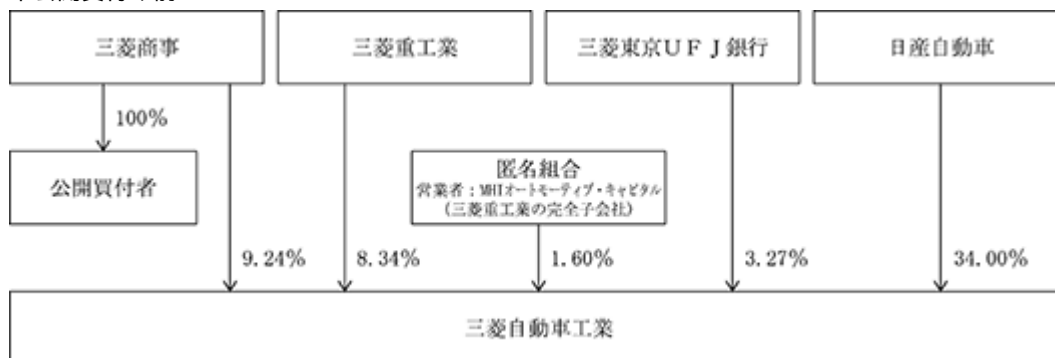 三菱商事
三菱重工業
三菱東京ＵＦＪ銀行
日産自動車
100%
公開買付者
匿名組合
営業者：MHIオートモーティブ・キャピタル
(三菱重工業の完全子会社)
9.24%
8.34%
1.60%
3.27%
34.00%
三菱自動車工業